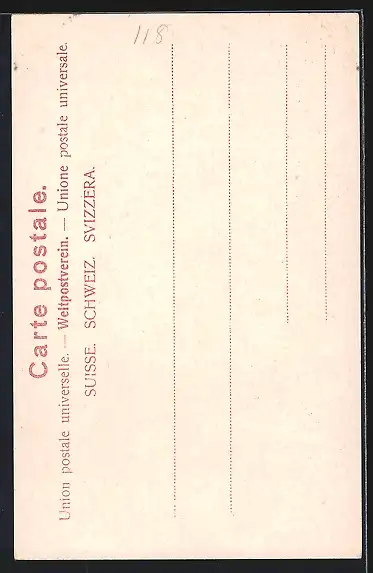 Carte postale.
Union postale universelle. — Weltpostverein. — Unione postale universale.
SUISSE. SCHWEIZ. SVIZZERA.
118